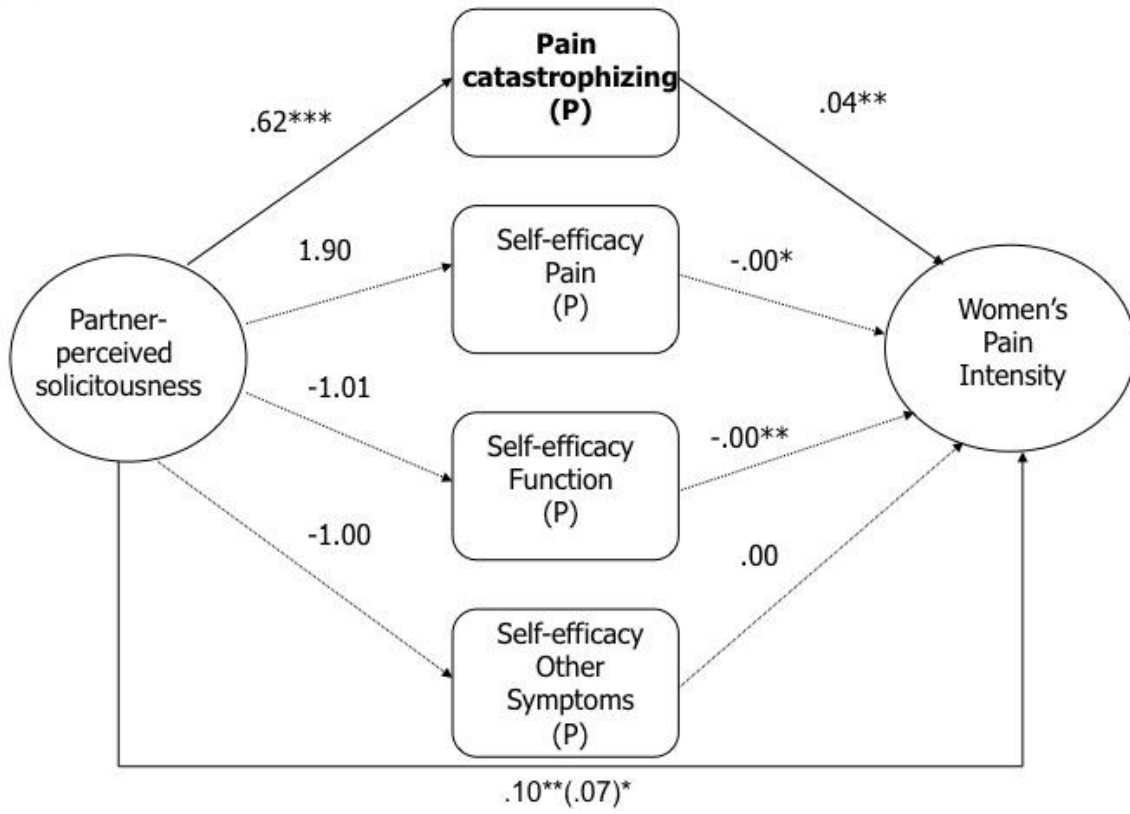 Pain
catastrophizing
(P)
.62***
.04**
Self-efficacy
Pain
(P)
1.90
-.00*
Partner-
perceived
solicitousness
Women’s
Pain
Intensity
-1.01
-.00**
Self-efficacy
Function
(P)
-1.00
.00
Self-efficacy
Other
Symptoms
(P)
.10**(.07)*